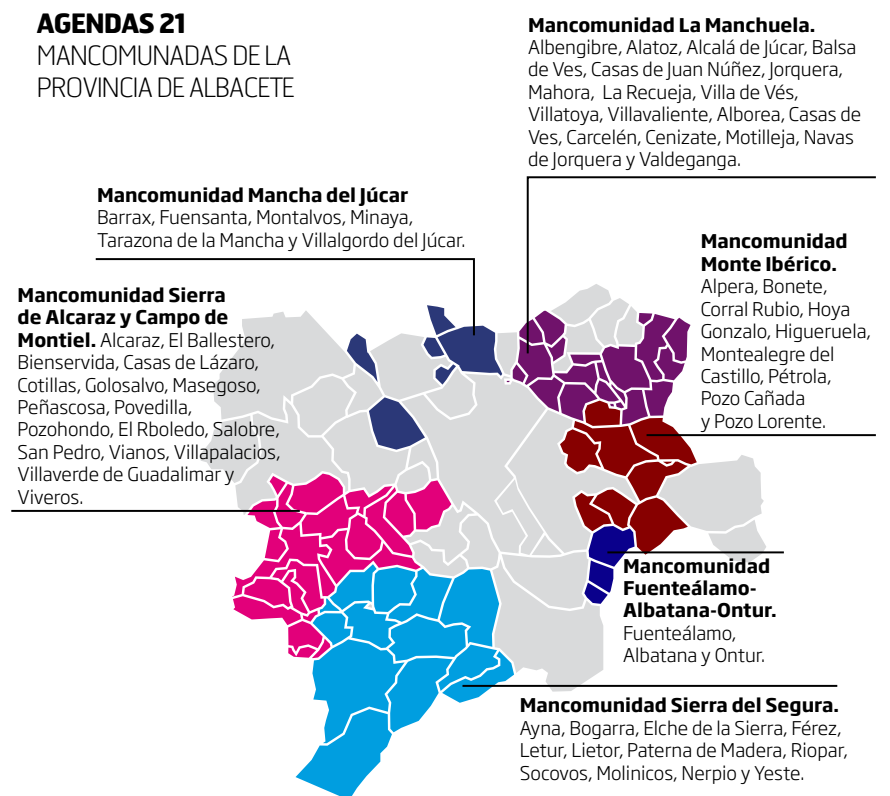 AGENDAS 21
MANCOMUNADAS DE LA
PROVINCIA DE ALBACETE
Mancomunidad La Manchuela.
Albengibre, Alatoz, Alcalá de Júcar, Balsa
de Ves, Casas de Juan Núñez, Jorquera,
Mahora, La Recueja, Villa de Vés,
Villatoya, Villavaliente, Alborea, Casas de
Ves, Carcelén, Cenizate, Motilleja, Navas
de Jorquera y Valdeganga.
Mancomunidad Mancha del Júcar
Barrax, Fuensanta, Montalvos, Minaya,
Tarazona de la Mancha y Villalgordo del Júcar.
Mancomunidad
Monte Ibérico.
Alpera, Bonete,
Corral Rubio, Hoya
Gonzalo, Higueruela,
Montealegre del
Castillo, Pétrola,
Pozo Cañada
y Pozo Lorente.
Mancomunidad Sierra
de Alcaraz y Campo de
Montiel. Alcaraz, El Ballestero,
Bienservida, Casas de Lázaro,
Cotillas, Golosalvo, Masegoso,
Peñascosa, Povedilla,
Pozohondo, El Rboledo, Salobre,
San Pedro, Vianos, Villapalacios,
Villaverde de Guadalimar y
Viveros.
Mancomunidad
Fuenteálamo-
Albatana-Ontur.
Fuenteálamo,
Albatana y Ontur.
Mancomunidad Sierra del Segura.
Ayna, Bogarra, Elche de la Sierra, Férez,
Letur, Lietor, Paterna de Madera, Riopar,
Socovos, Molinicos, Nerpio y Yeste.